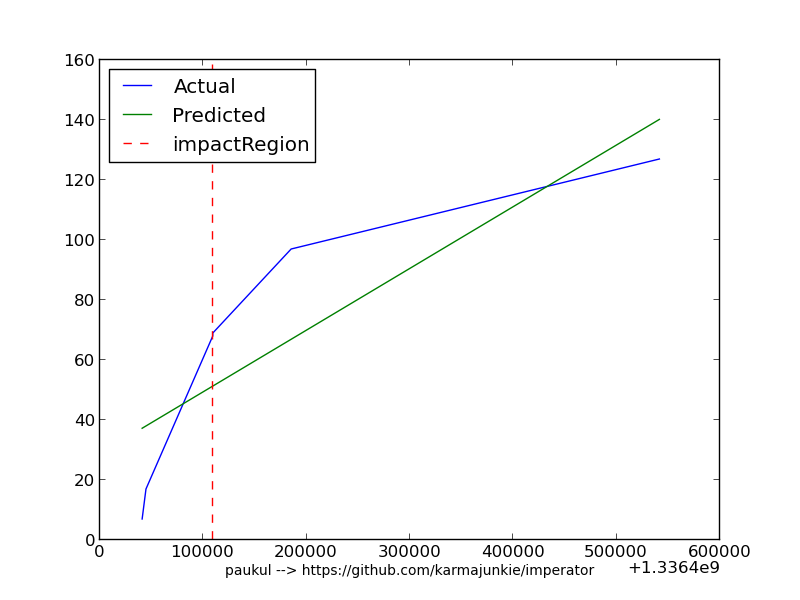 160
140
120
100
80
60
40
20
0
Actual
Predicted
impactRegion
0 100000 200000 300000 400000 500000 600000
paukul --> https://github.com/karmajunkie/imperator +1.3364e9